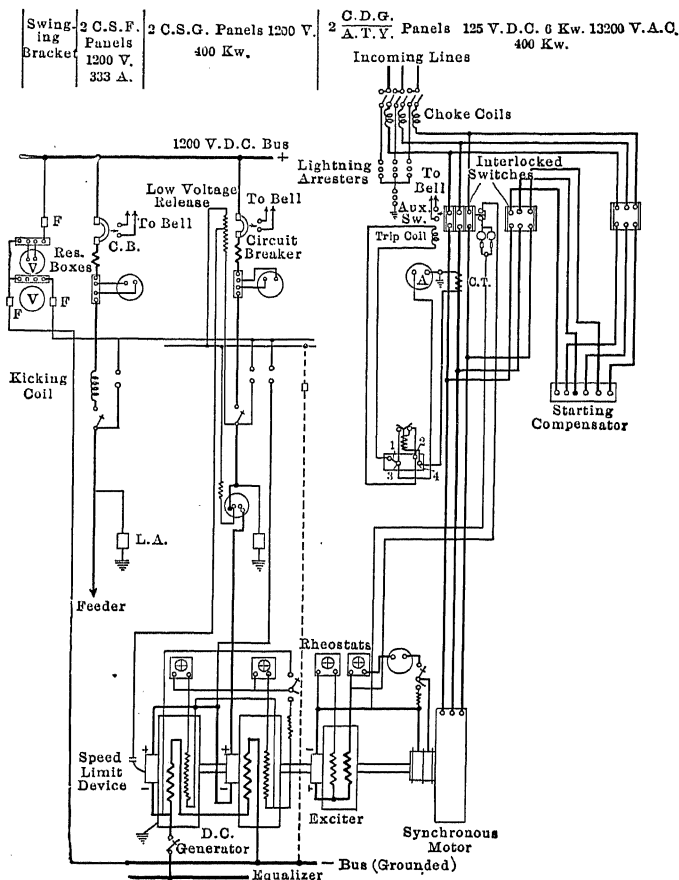 Swing-
ing
Bracket
2 C.S.F.
Panels
1200 V.
333 A.
2 C.S.G. Panels 1200 V.
400 Kw.
2 C.D.G. / A.T.Y. Panels 125 V.D.C. 6 Kw. 13200 V.A.C.
400 Kw.
Incoming Lines
Choke Coils
1200 V.D.C. Bus +
Lightning
Arresters
To
Bell
Interlocked
Switches
Low Voltage
Release
To Bell
Aux.
Sw.
F
To Bell
C.B.
Circuit
Breaker
Trip Coil
Res.
Boxes
V
V
F
F
A
C.T.
Kicking
Coil
Starting
Compensator
1
2
3
4
L.A.
Feeder
Rheostats
Speed
Limit
Device
+
-
+
-
-
+
D.C.
Generator
Exciter
Synchronous
Motor
- Bus (Grounded)
Equalizer